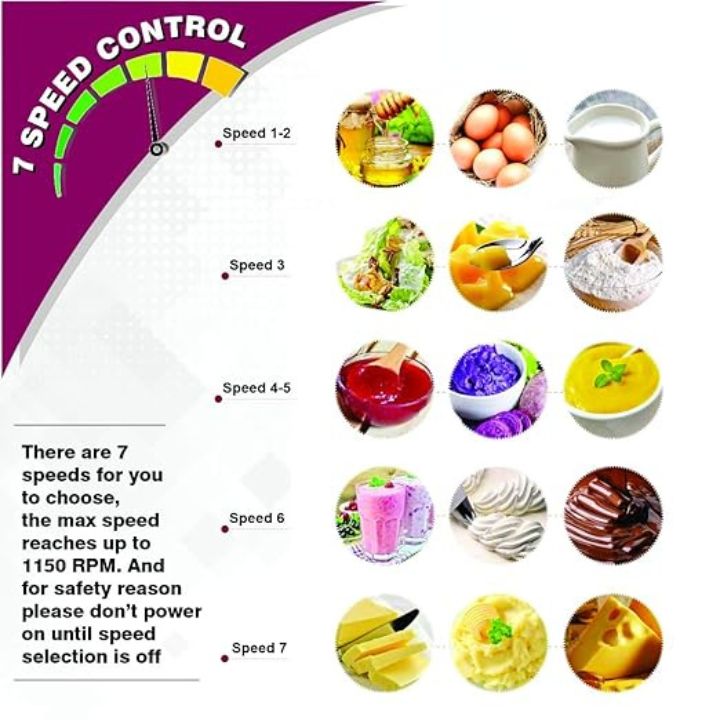 7 SPEED CONTROL
Speed 1-2
Speed 3
Speed 4-5
There are 7
speeds for you
to choose,
the max speed
reaches up to
1150 RPM. And
for safety reason
please don't power
on until speed
selection is off
Speed 6
Speed 7